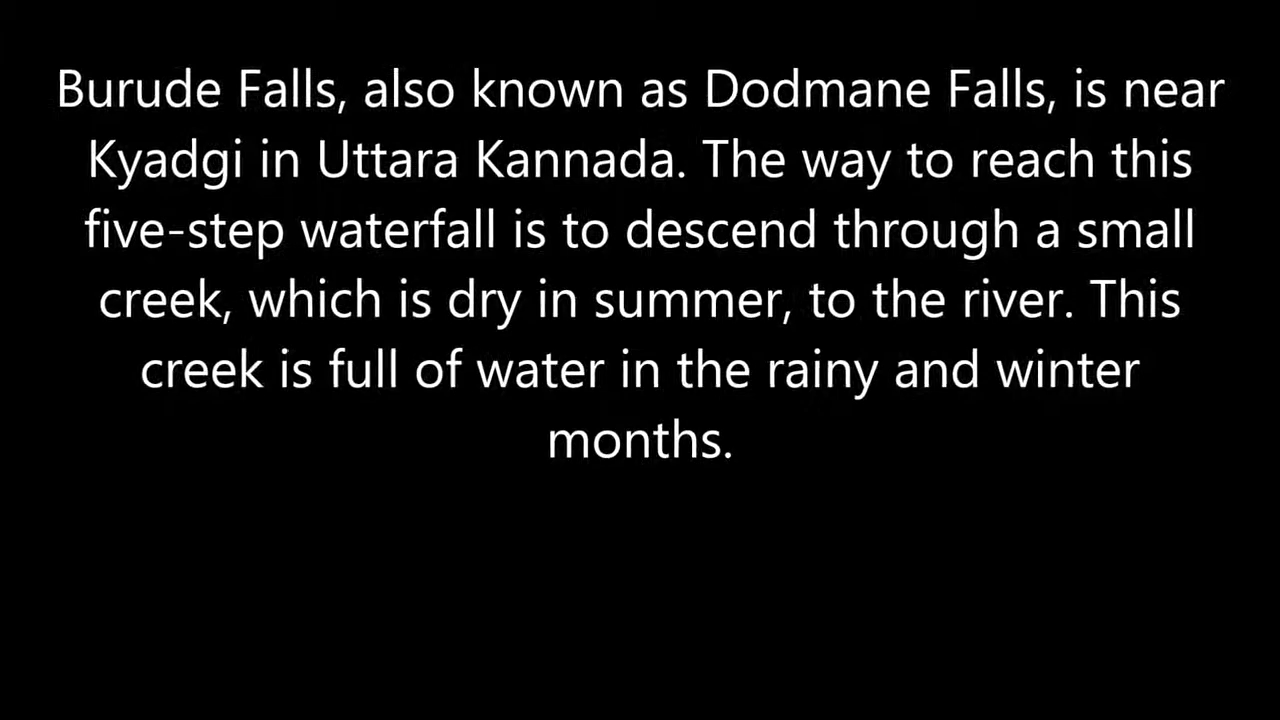 Burude Falls, also known as Dodmane Falls, is near
Kyadgi in Uttara Kannada. The way to reach this
five-step waterfall is to descend through a small
creek, which is dry in summer, to the river. This
creek is full of water in the rainy and winter
months.